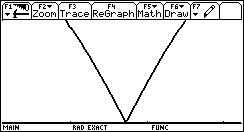 F1 F2 Zoom F3 Trace F4 ReGraph F5 Math F6 Draw F7
MAIN RAD EXACT FUNC